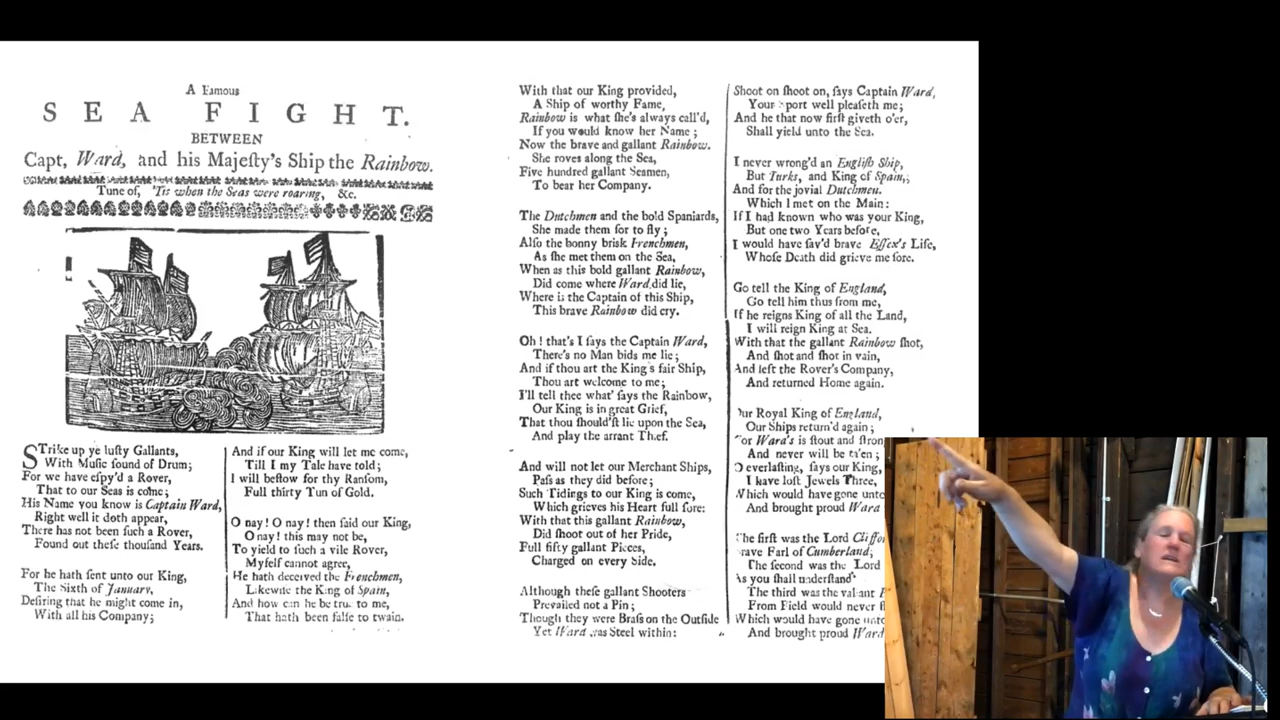 A Famous
SEA FIGHT.
BETWEEN
Capt, Ward, and his Majeſty's Ship the Rainbow.
Tune of, 'Tis when the Seas were roaring, &c.
STrike up ye luſty Gallants,
With Muſic ſound of Drum;
For we have eſpy'd a Rover,
That to our Seas is come;
His Name you know is Captain Ward,
Right well it doth appear,
There has not been ſuch a Rover,
Found out theſe thouſand Years.
For he hath ſent unto our King,
The Sixth of January,
Deſiring that he might come in,
With all his Company;
And if our King will let me come,
Till I my Tale have told;
I will beſtow for thy Ranſom,
Full thirty Tun of Gold.
O nay! O nay! then ſaid our King,
O nay! this may not be,
To yield to ſuch a vile Rover,
Myſelf cannot agree,
He hath deceived the Frenchmen,
Likewiſe the King of Spain,
And how can he be true to me,
That hath been falſe to twain.
With that our King provided,
A Ship of worthy Fame,
Rainbow is what ſhe's always call'd,
If you would know her Name;
Now the brave and gallant Rainbow.
She roves along the Sea,
Five hundred gallant Seamen,
To bear her Company.
The Dutchmen and the bold Spaniards,
She made them for to fly;
Alſo the bonny brisk Frenchmen,
As ſhe met them on the Sea,
When as this bold gallant Rainbow,
Did come where Ward did lie,
Where is the Captain of this Ship,
This brave Rainbow did cry.
Oh! that's I ſays the Captain Ward,
There's no Man bids me lie;
And if thou art the King's fair Ship,
Thou art welcome to me;
I'll tell thee what' ſays the Rainbow,
Our King is in great Grief,
That thou ſhould'ſt lie upon the Sea,
And play the arrant Thief.
And will not let our Merchant Ships,
Paſs as they did before;
Such Tidings to our King is come,
Which grieves his Heart full ſore:
With that this gallant Rainbow,
Did ſhoot out of her Pride,
Full fifty gallant Pieces,
Charged on every Side.
Although theſe gallant Shooters
Prevailed not a Pin;
Though they were Braſs on the Outſide
Yet Ward was Steel within:
Shoot on ſhoot on, ſays Captain Ward,
Your Sport well pleaſeth me;
And he that now firſt giveth o'er,
Shall yield unto the Sea.
I never wrong'd an Engliſh Ship,
But Turks, and King of Spain,;
And for the jovial Dutchmen.
Which I met on the Main:
If I had known who was your King,
But one two Years before,
I would have ſav'd brave Eſſex's Life,
Whoſe Death did grieve me ſore.
Go tell the King of England,
Go tell him thus from me,
If he reigns King of all the Land,
I will reign King at Sea.
With that the gallant Rainbow ſhot,
And ſhot and ſhot in vain,
And left the Rover's Company,
And returned Home again.
Our Royal King of England,
Our Ships return'd again;
For Ward's is ſtout and ſtron
And never will be ta'en;
O everlaſting, ſays our King,
I have loſt Jewels Three,
Which would have gone unto
And brought proud Ward
The firſt was the Lord Cliffo
rave Earl of Cumberland;
The ſecond was the Lord
As you ſhall underſtand
The third was the valiant
From Field would never f
Which would have gone unto
And brought proud Ward